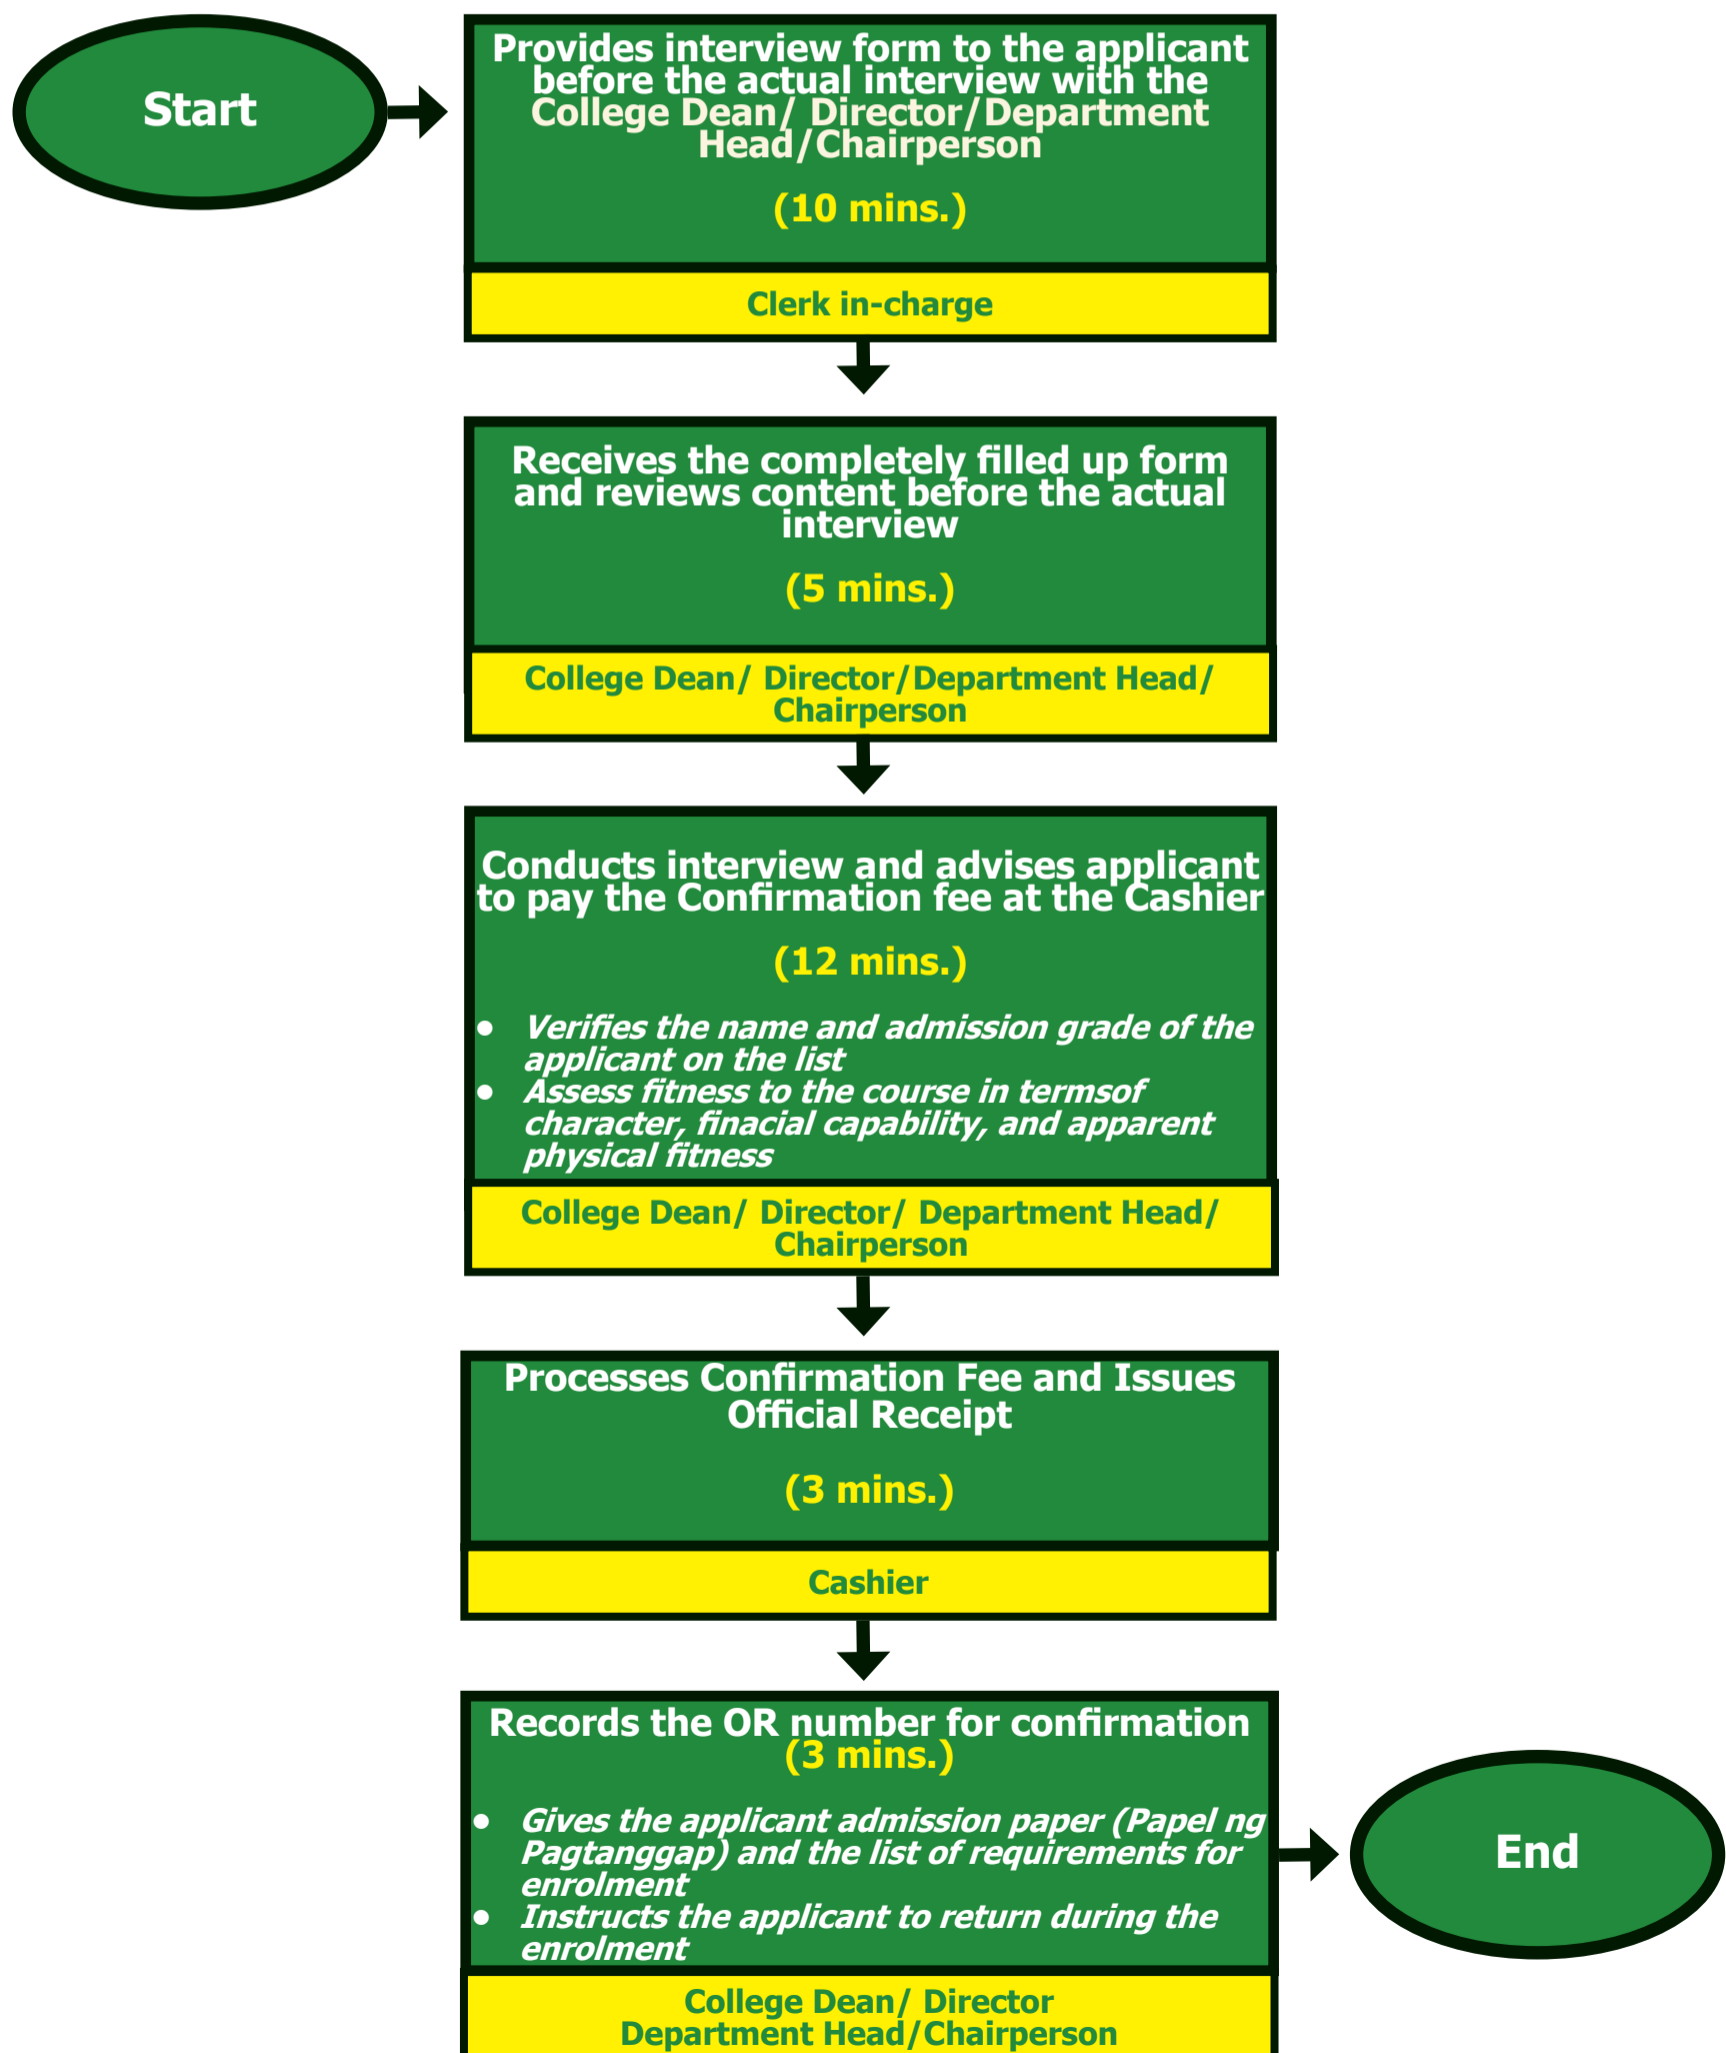 Start
Provides interview form to the applicant
before the actual interview with the
College Dean/ Director/Department
Head/Chairperson
(10 mins.)
Clerk in-charge
Receives the completely filled up form
and reviews content before the actual
interview
(5 mins.)
College Dean/ Director/Department Head/
Chairperson
Conducts interview and advises applicant
to pay the Confirmation fee at the Cashier
(12 mins.)
● Verifies the name and admission grade of the
applicant on the list
● Assess fitness to the course in termsof
character, finacial capability, and apparent
physical fitness
College Dean/ Director/ Department Head/
Chairperson
Processes Confirmation Fee and Issues
Official Receipt
(3 mins.)
Cashier
Records the OR number for confirmation
(3 mins.)
● Gives the applicant admission paper (Papel ng
Pagtanggap) and the list of requirements for
enrolment
● Instructs the applicant to return during the
enrolment
College Dean/ Director
Department Head/Chairperson
End